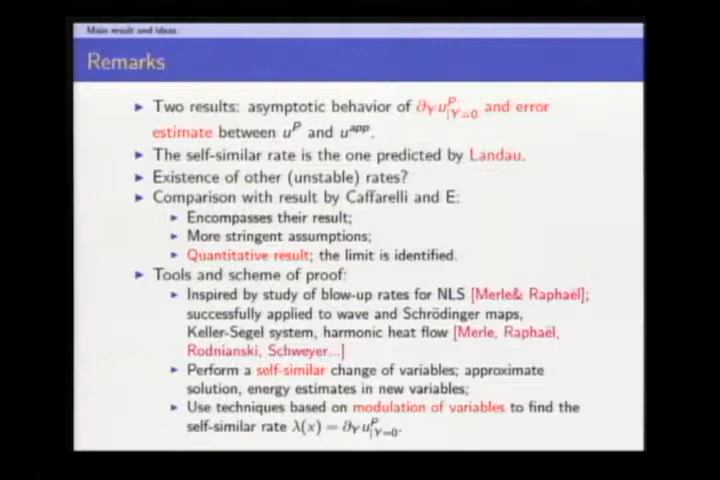 Main result and ideas
Remarks
Two results: asymptotic behavior of ∂_Y u^P_{|Y=0} and error
estimate between u^P and u^{app}.
The self-similar rate is the one predicted by Landau.
Existence of other (unstable) rates?
Comparison with result by Caffarelli and E:
Encompasses their result;
More stringent assumptions;
Quantitative result; the limit is identified.
Tools and scheme of proof:
Inspired by study of blow-up rates for NLS [Merle& Raphaël];
successfully applied to wave and Schrödinger maps,
Keller-Segel system, harmonic heat flow [Merle, Raphaël,
Rodnianski, Schweyer...]
Perform a self-similar change of variables; approximate
solution, energy estimates in new variables;
Use techniques based on modulation of variables to find the
self-similar rate λ(x) = ∂_Y u^P_{|Y=0}.